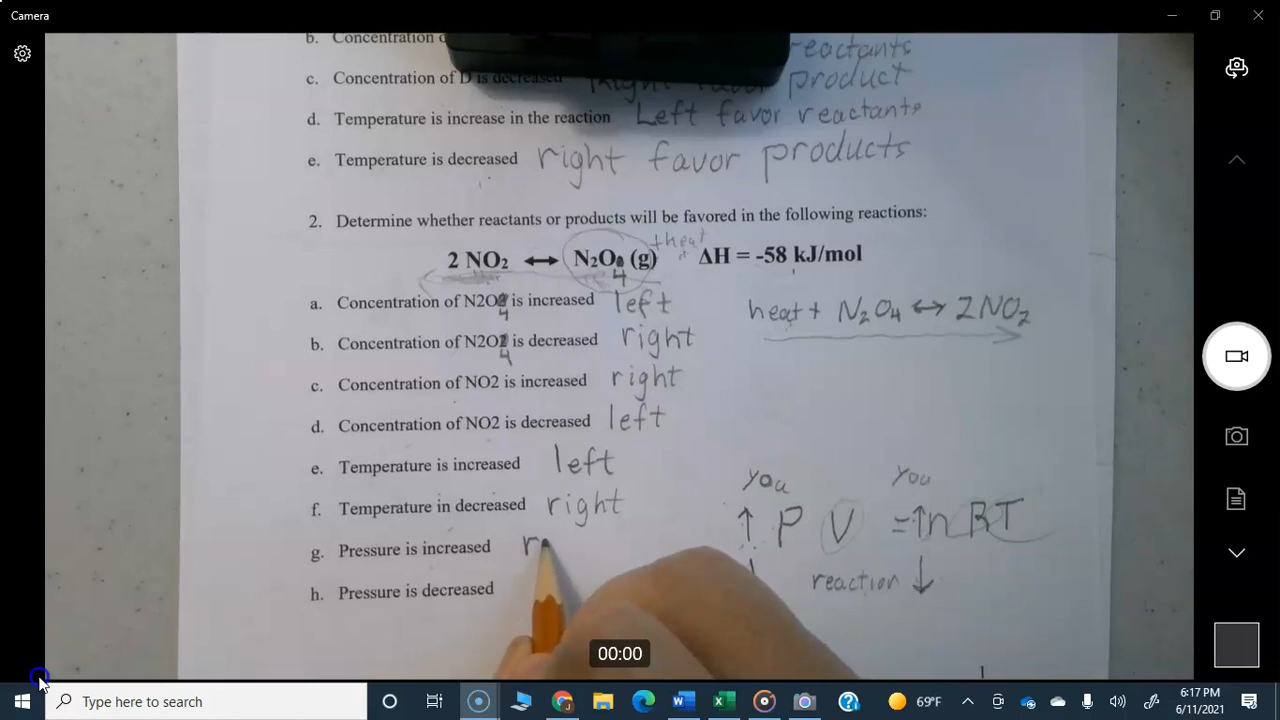 Camera
b. Concentration reactants
c. Concentration of D is decreased Right favor product
d. Temperature is increase in the reaction Left favor reactants
e. Temperature is decreased right favor products
2. Determine whether reactants or products will be favored in the following reactions:
2 NO₂ ↔ N₂O₄ (g) + heat ΔH = -58 kJ/mol
a. Concentration of N2O4 is increased left
heat + N₂O₄ ↔ 2NO₂
b. Concentration of N2O4 is decreased right
c. Concentration of NO2 is increased right
d. Concentration of NO2 is decreased left
e. Temperature is increased left
you you
f. Temperature in decreased right
↑ P V = ↑n RT
g. Pressure is increased r
reaction ↓
h. Pressure is decreased
00:00
1
Type here to search
69°F
6:17 PM
6/11/2021